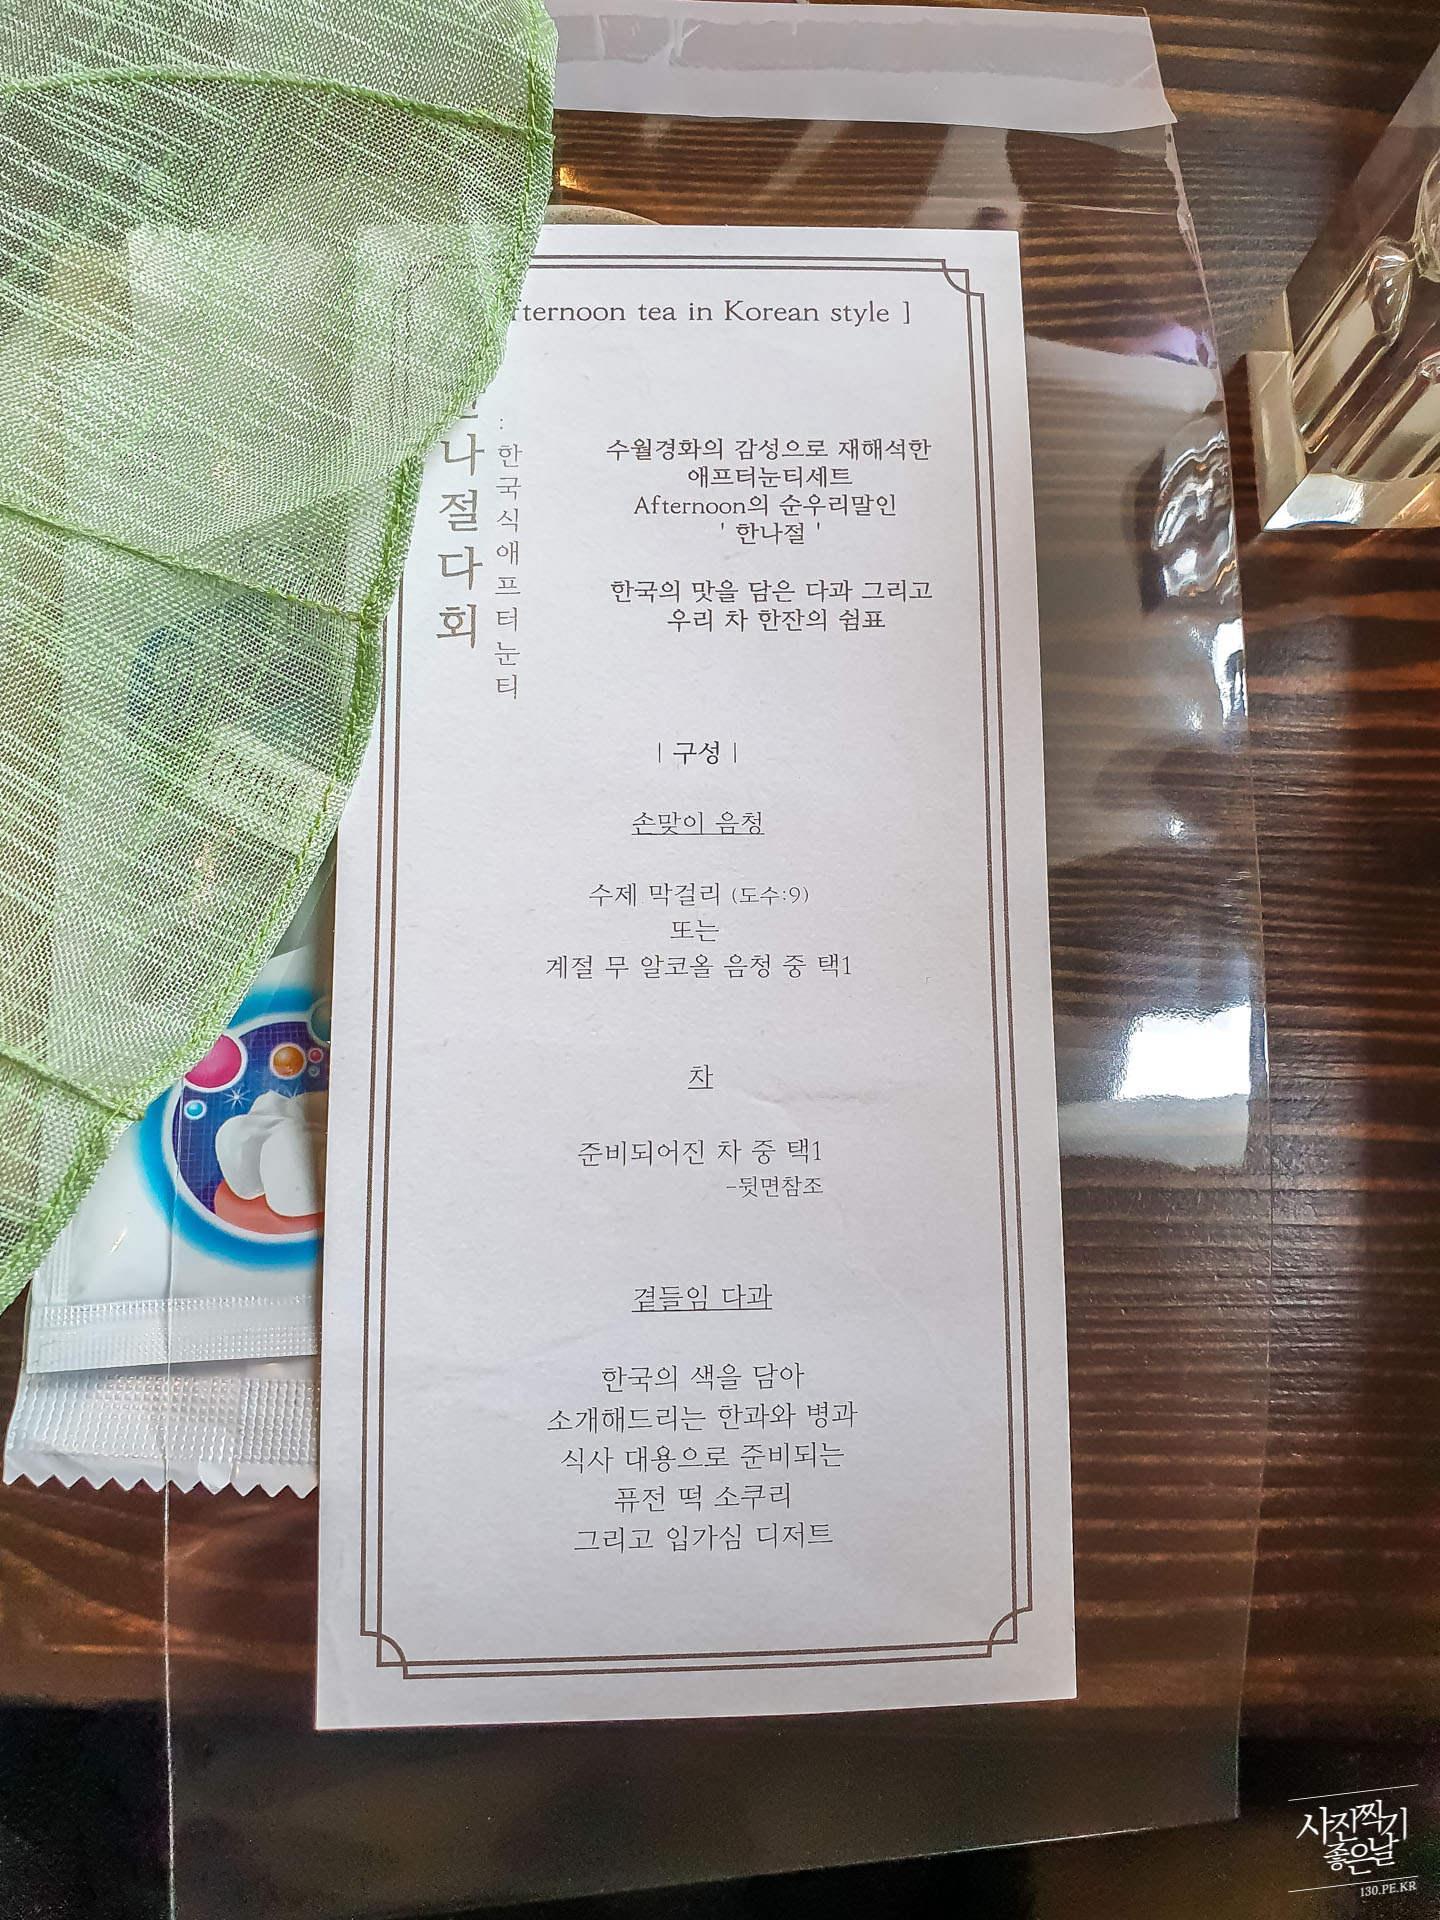 afternoon tea in Korean style ]
한나절다회
: 한국식애프터눈티
수월경화의 감성으로 재해석한
애프터눈티세트
Afternoon의 순우리말인
' 한나절 '
한국의 맛을 담은 다과 그리고
우리 차 한잔의 쉼표
| 구성 |
손맞이 음청
수제 막걸리 (도수:9)
또는
계절 무 알코올 음청 중 택1
차
준비되어진 차 중 택1
-뒷면참조
곁들임 다과
한국의 색을 담아
소개해드리는 한과와 병과
식사 대용으로 준비되는
퓨전 떡 소쿠리
그리고 입가심 디저트
사진찍기
좋은날
130.PE.KR